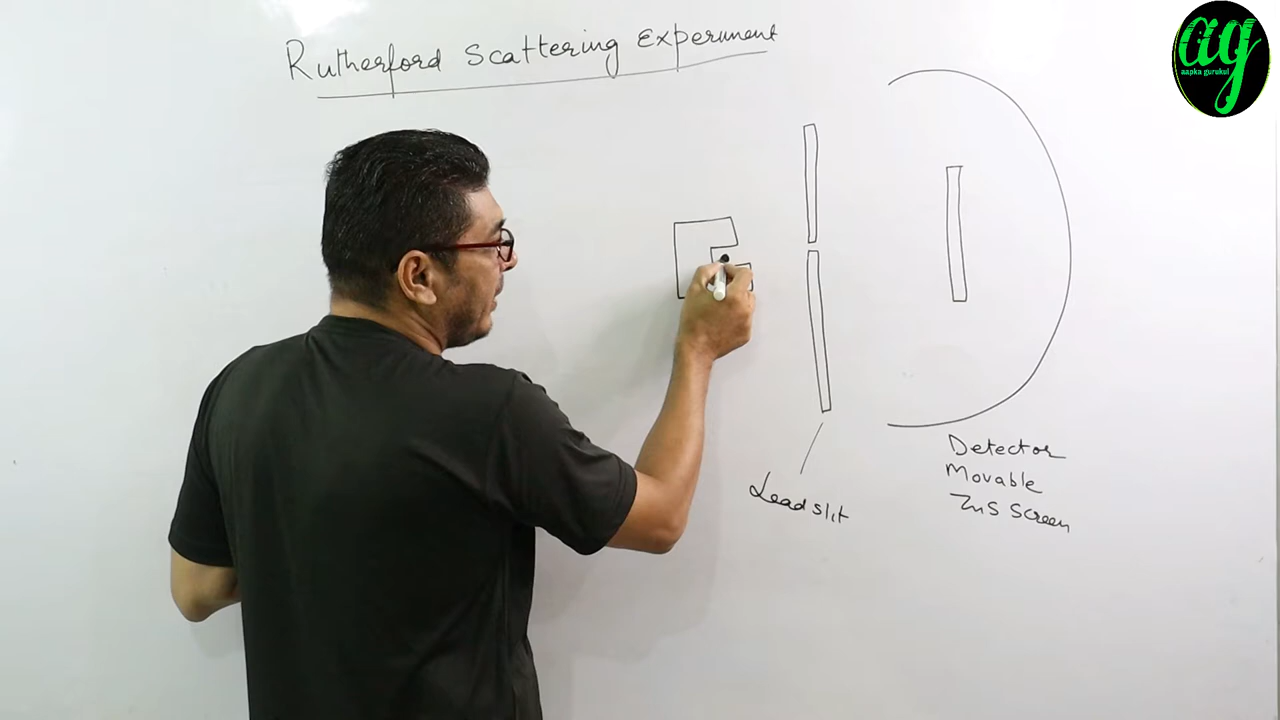 Rutherford Scattering Experiment
ag
aapka gurukul
Lead slit
Detector
Movable
ZnS Screen